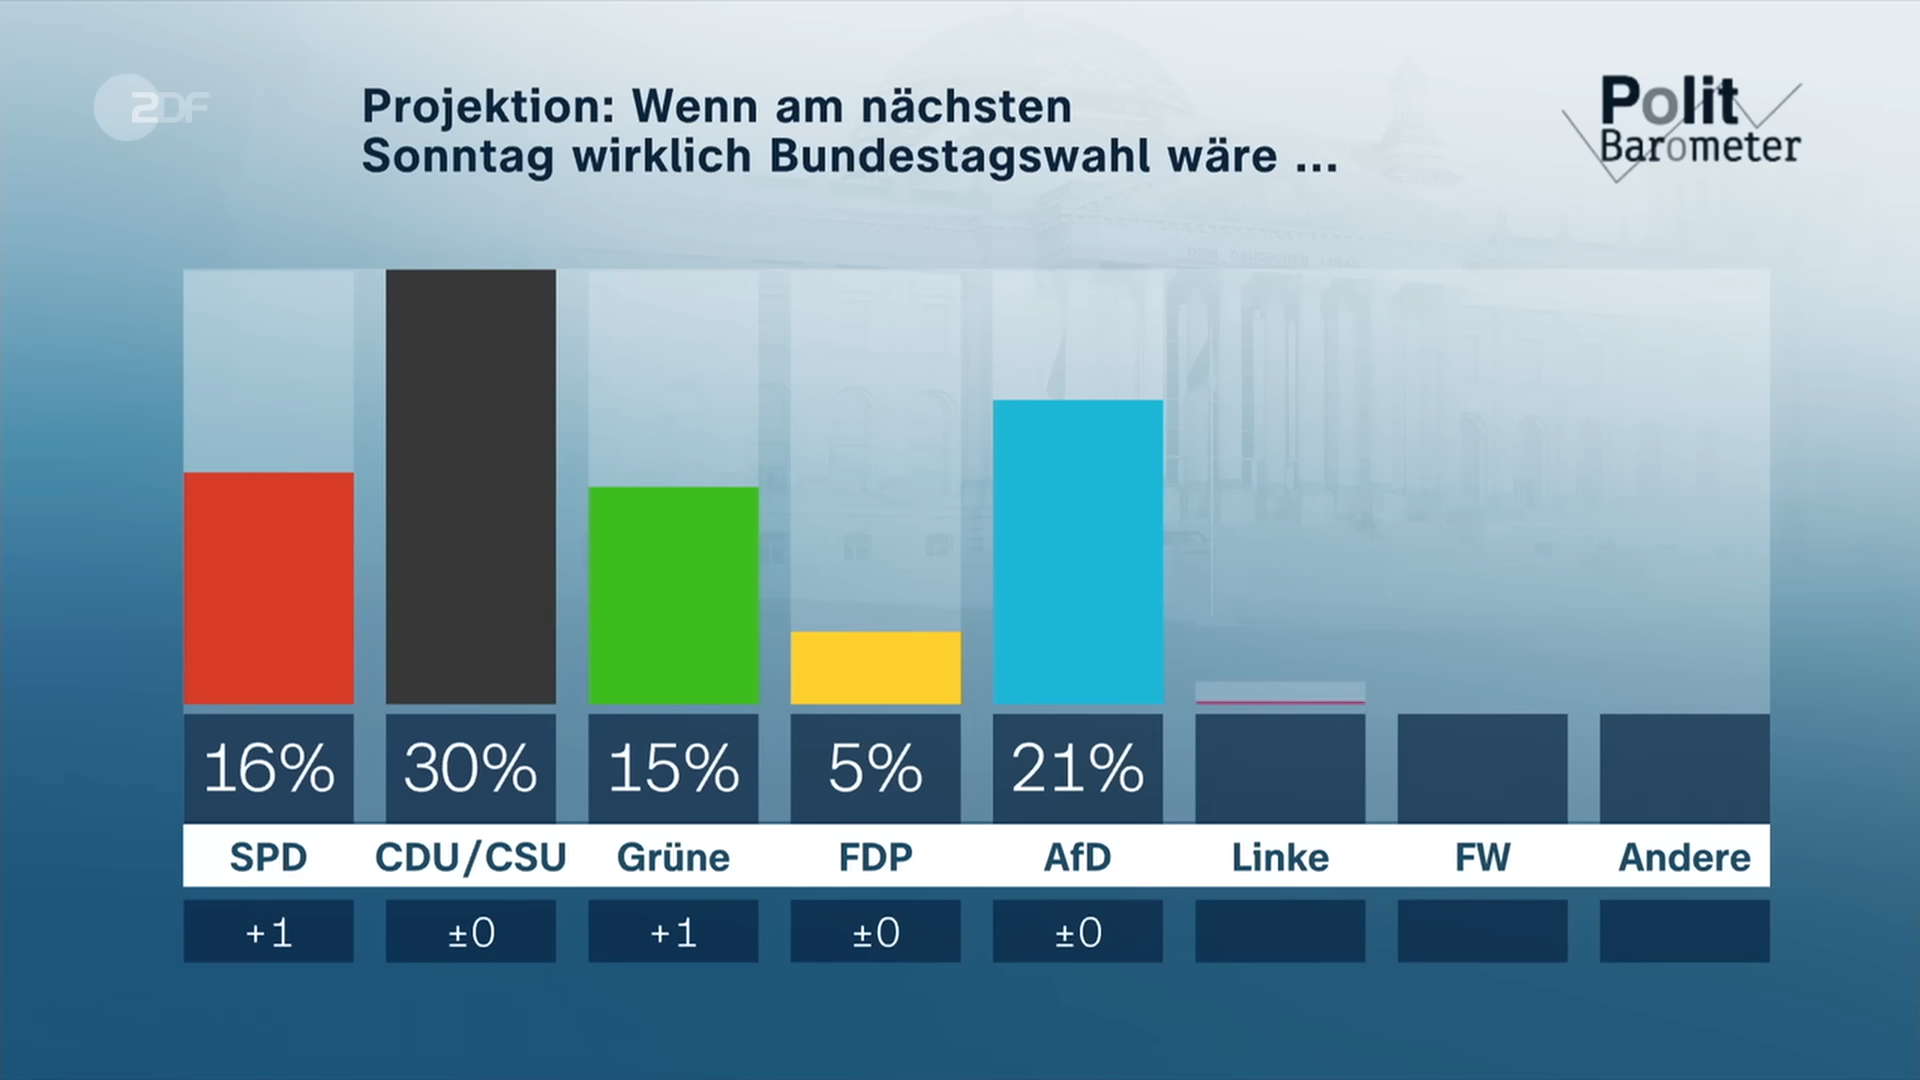 ZDF
Projektion: Wenn am nächsten
Sonntag wirklich Bundestagswahl wäre ...
Polit
Barometer
16% 30% 15% 5% 21%
SPD CDU/CSU Grüne FDP AfD Linke FW Andere
+1 ±0 +1 ±0 ±0